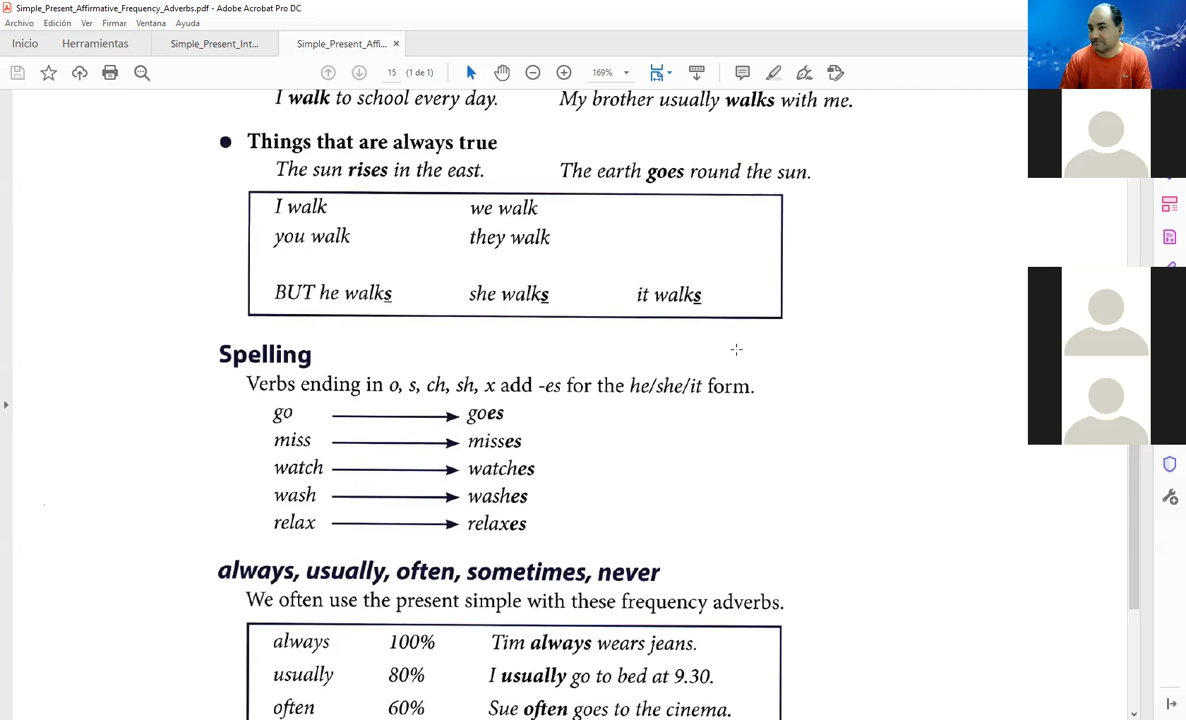 Simple_Present_Affirmative_Frequency_Adverbs.pdf - Adobe Acrobat Pro DC
Archivo Edición Ver Firmar Ventana Ayuda
Inicio Herramientas Simple_Present_Int... Simple_Present_Affi... ×
15 (1 de 1) 169%
I walk to school every day. My brother usually walks with me.
● Things that are always true
The sun rises in the east. The earth goes round the sun.
I walk we walk
you walk they walk
BUT he walks she walks it walks
Spelling
Verbs ending in o, s, ch, sh, x add -es for the he/she/it form.
go goes
miss misses
watch watches
wash washes
relax relaxes
always, usually, often, sometimes, never
We often use the present simple with these frequency adverbs.
always 100% Tim always wears jeans.
usually 80% I usually go to bed at 9.30.
often 60% Sue often goes to the cinema.